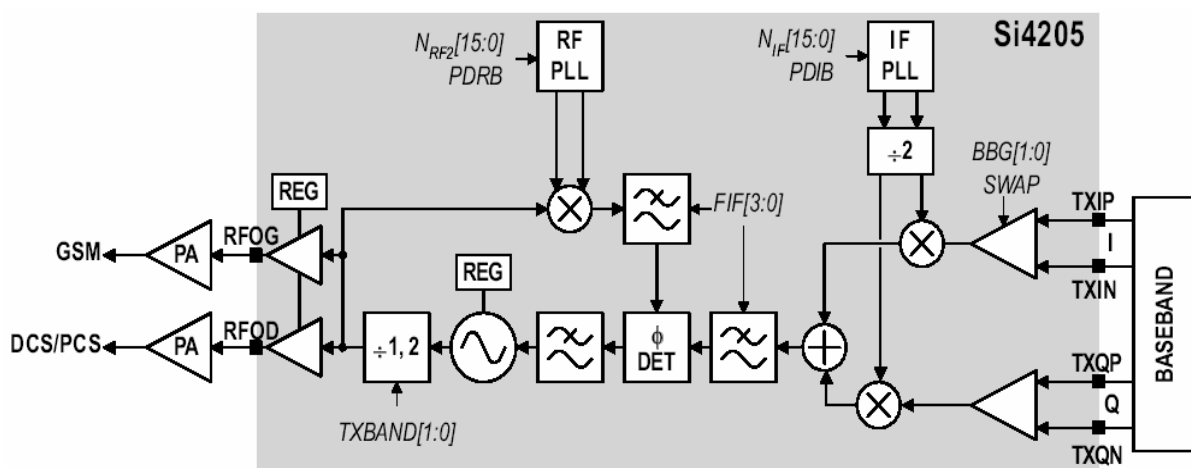 Si4205
N_RF2[15:0]
PDRB
RF
PLL
N_IF[15:0]
PDIB
IF
PLL
÷2
BBG[1:0]
SWAP
REG
FIF[3:0]
TXIP
I
TXIN
GSM
PA
RFOG
REG
DCS/PCS
PA
RFOD
÷1, 2
ϕ
DET
TXBAND[1:0]
TXQP
Q
TXQN
BASEBAND